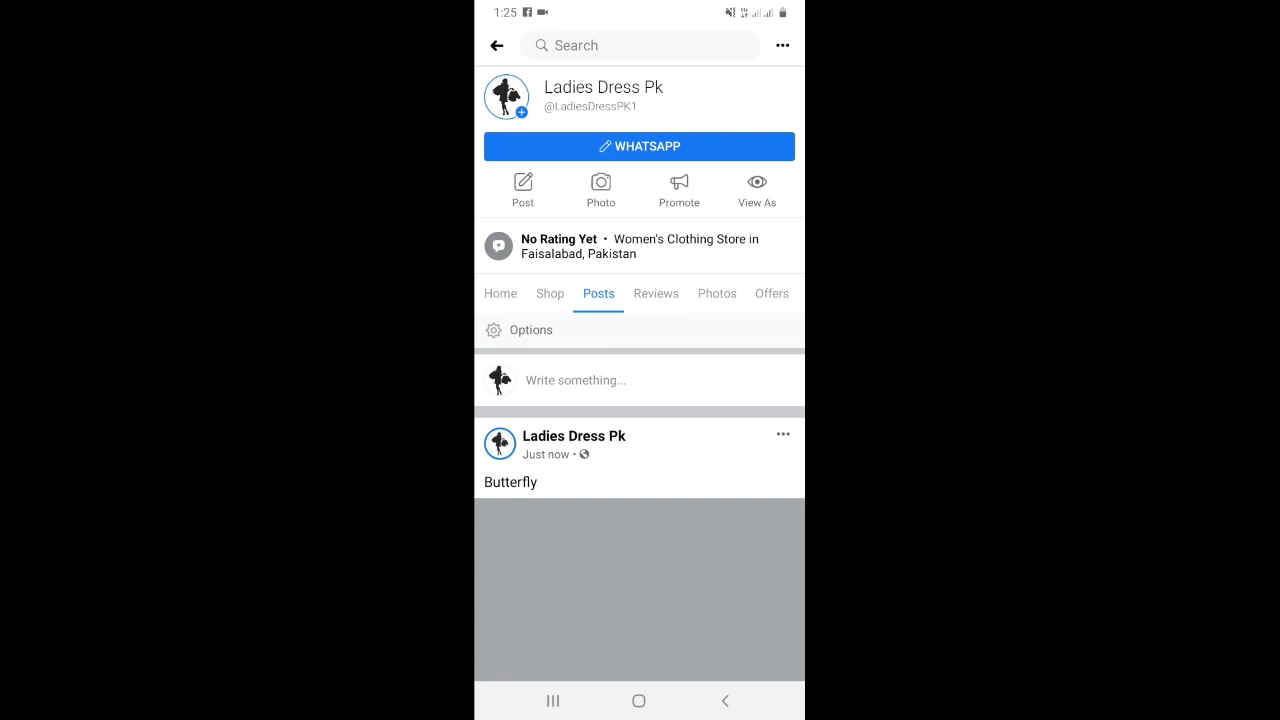 1:25
Search
Ladies Dress Pk
@LadiesDressPK1
WHATSAPP
Post Photo Promote View As
No Rating Yet · Women's Clothing Store in
Faisalabad, Pakistan
Home Shop Posts Reviews Photos Offers
Options
Write something...
Ladies Dress Pk
Just now ·
Butterfly